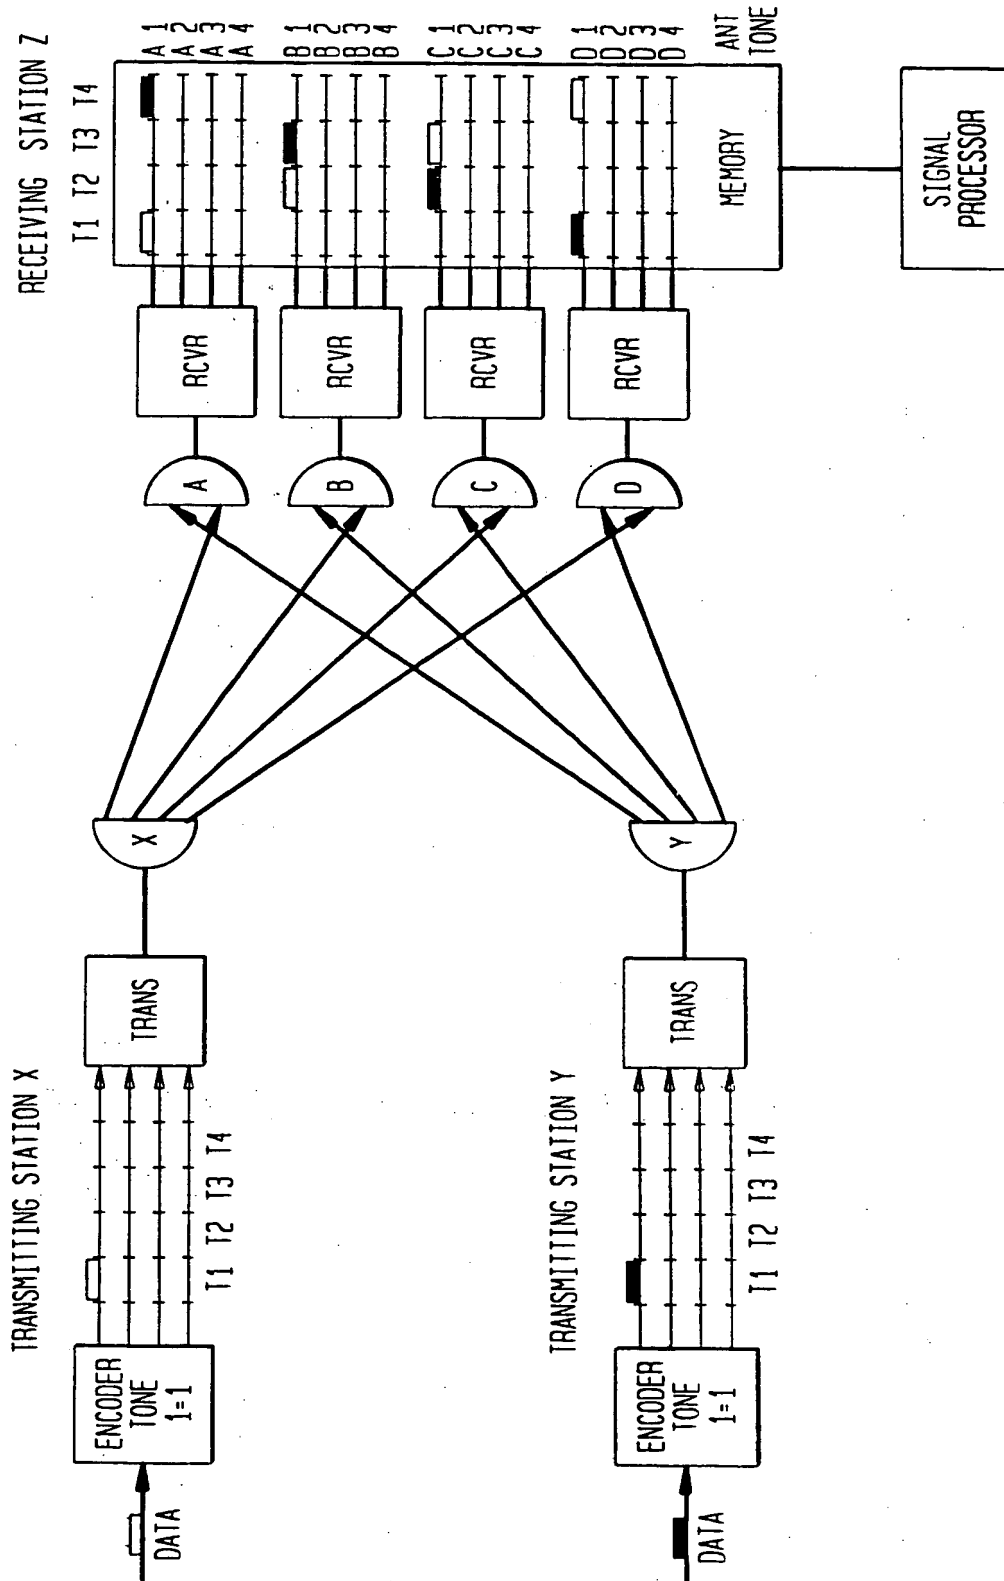 TRANSMITTING STATION X
DATA
ENCODER
TONE
1=1
T1 T2 T3 T4
TRANS
X
TRANSMITTING STATION Y
DATA
ENCODER
TONE
1=1
T1 T2 T3 T4
TRANS
Y
A
B
C
D
RCVR
RCVR
RCVR
RCVR
RECEIVING STATION Z
T1 T2 T3 T4
A 1
A 2
A 3
A 4
B 1
B 2
B 3
B 4
C 1
C 2
C 3
C 4
D 1
D 2
D 3
D 4
ANT
TONE
MEMORY
SIGNAL
PROCESSOR